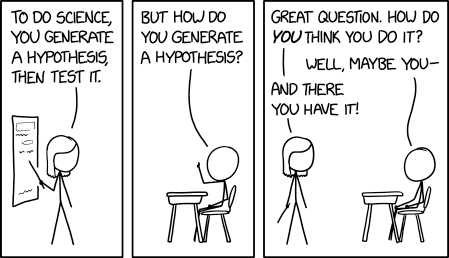 TO DO SCIENCE,
YOU GENERATE
A HYPOTHESIS,
THEN TEST IT.
BUT HOW DO
YOU GENERATE
A HYPOTHESIS?
GREAT QUESTION. HOW DO
YOU THINK YOU DO IT?
WELL, MAYBE YOU–
AND THERE
YOU HAVE IT!